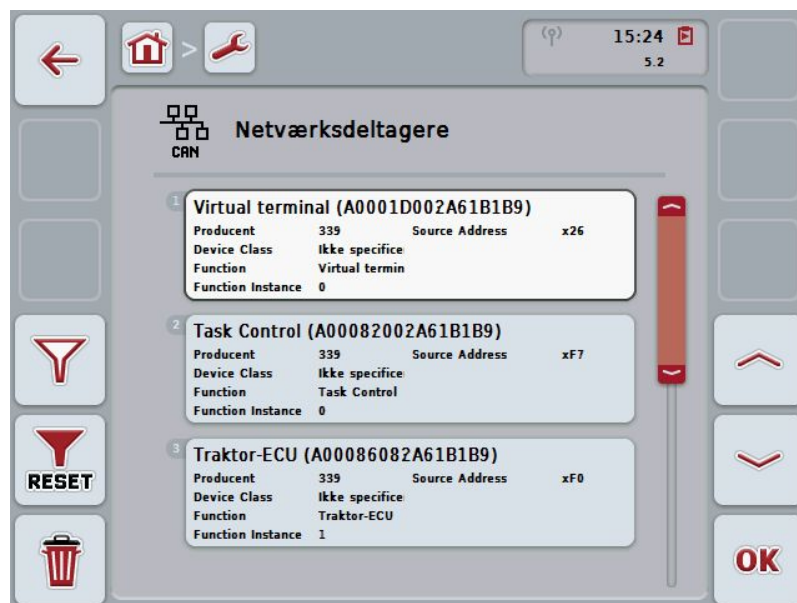 15:24
5.2
CAN
Netværksdeltagere
1
Virtual terminal (A0001D002A61B1B9)
Producent 339 Source Address x26
Device Class Ikke specifice
Function Virtual termin
Function Instance 0
2
Task Control (A00082002A61B1B9)
Producent 339 Source Address xF7
Device Class Ikke specifice
Function Task Control
Function Instance 0
3
Traktor-ECU (A00086082A61B1B9)
Producent 339 Source Address xF0
Device Class Ikke specifice
Function Traktor-ECU
Function Instance 1
RESET
OK